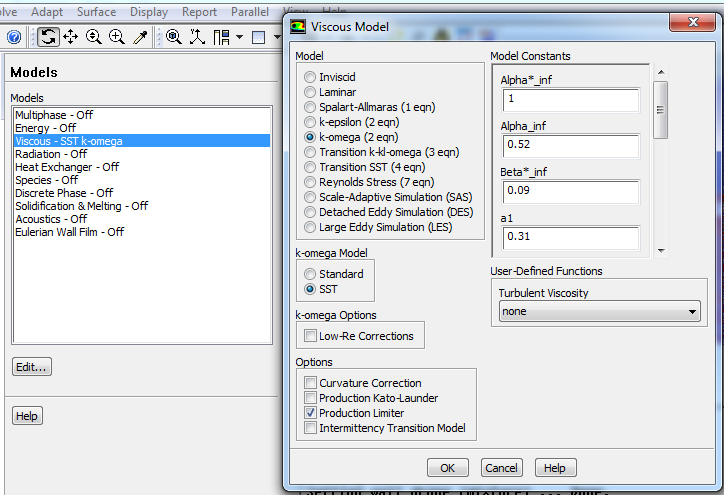 olve Adapt Surface Display Report Parallel View Help
Models
Models
Multiphase - Off
Energy - Off
Viscous - SST k-omega
Radiation - Off
Heat Exchanger - Off
Species - Off
Discrete Phase - Off
Solidification & Melting - Off
Acoustics - Off
Eulerian Wall Film - Off
Edit...
Help
Viscous Model
Model
Inviscid
Laminar
Spalart-Allmaras (1 eqn)
k-epsilon (2 eqn)
k-omega (2 eqn)
Transition k-kl-omega (3 eqn)
Transition SST (4 eqn)
Reynolds Stress (7 eqn)
Scale-Adaptive Simulation (SAS)
Detached Eddy Simulation (DES)
Large Eddy Simulation (LES)
k-omega Model
Standard
SST
k-omega Options
Low-Re Corrections
Options
Curvature Correction
Production Kato-Launder
Production Limiter
Intermittency Transition Model
Model Constants
Alpha*_inf
1
Alpha_inf
0.52
Beta*_inf
0.09
a1
0.31
User-Defined Functions
Turbulent Viscosity
none
OK Cancel Help